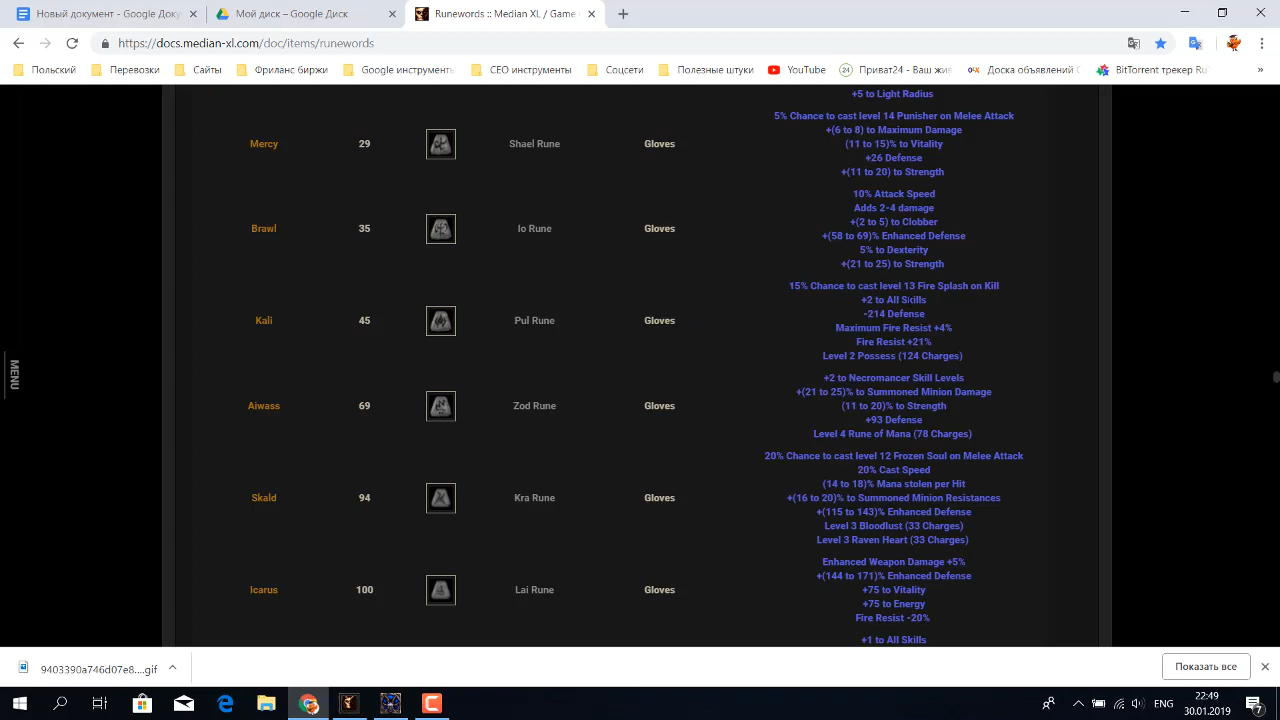 Новый документ – Google Доку
Мой диск – Google Диск
Runewords :: Median XL / Game
https://docs.median-xl.com/doc/items/runewords
Польский
Перевозки
Сайты
Фриланс биржи
Google инструменты
СЕО инструменты
Соцсети
Полезные штуки
YouTube
Приват24 - Ваш жив
Доска объявлений
BitTorrent трекер Ru
»
MENU
+5 to Light Radius
Mercy 29 Shael Rune Gloves
5% Chance to cast level 14 Punisher on Melee Attack
+(6 to 8) to Maximum Damage
(11 to 15)% to Vitality
+26 Defense
+(11 to 20) to Strength
Brawl 35 Io Rune Gloves
10% Attack Speed
Adds 2-4 damage
+(2 to 5) to Clobber
+(58 to 69)% Enhanced Defense
5% to Dexterity
+(21 to 25) to Strength
Kali 45 Pul Rune Gloves
15% Chance to cast level 13 Fire Splash on Kill
+2 to All Skills
-214 Defense
Maximum Fire Resist +4%
Fire Resist +21%
Level 2 Possess (124 Charges)
Aiwass 69 Zod Rune Gloves
+2 to Necromancer Skill Levels
+(21 to 25)% to Summoned Minion Damage
(11 to 20)% to Strength
+93 Defense
Level 4 Rune of Mana (78 Charges)
Skald 94 Kra Rune Gloves
20% Chance to cast level 12 Frozen Soul on Melee Attack
20% Cast Speed
(14 to 18)% Mana stolen per Hit
+(16 to 20)% to Summoned Minion Resistances
+(115 to 143)% Enhanced Defense
Level 3 Bloodlust (33 Charges)
Level 3 Raven Heart (33 Charges)
Icarus 100 Lai Rune Gloves
Enhanced Weapon Damage +5%
+(144 to 171)% Enhanced Defense
+75 to Vitality
+75 to Energy
Fire Resist -20%
+1 to All Skills
9403390a746d07e8....gif
Показать все
ENG
22:49
30.01.2019
7